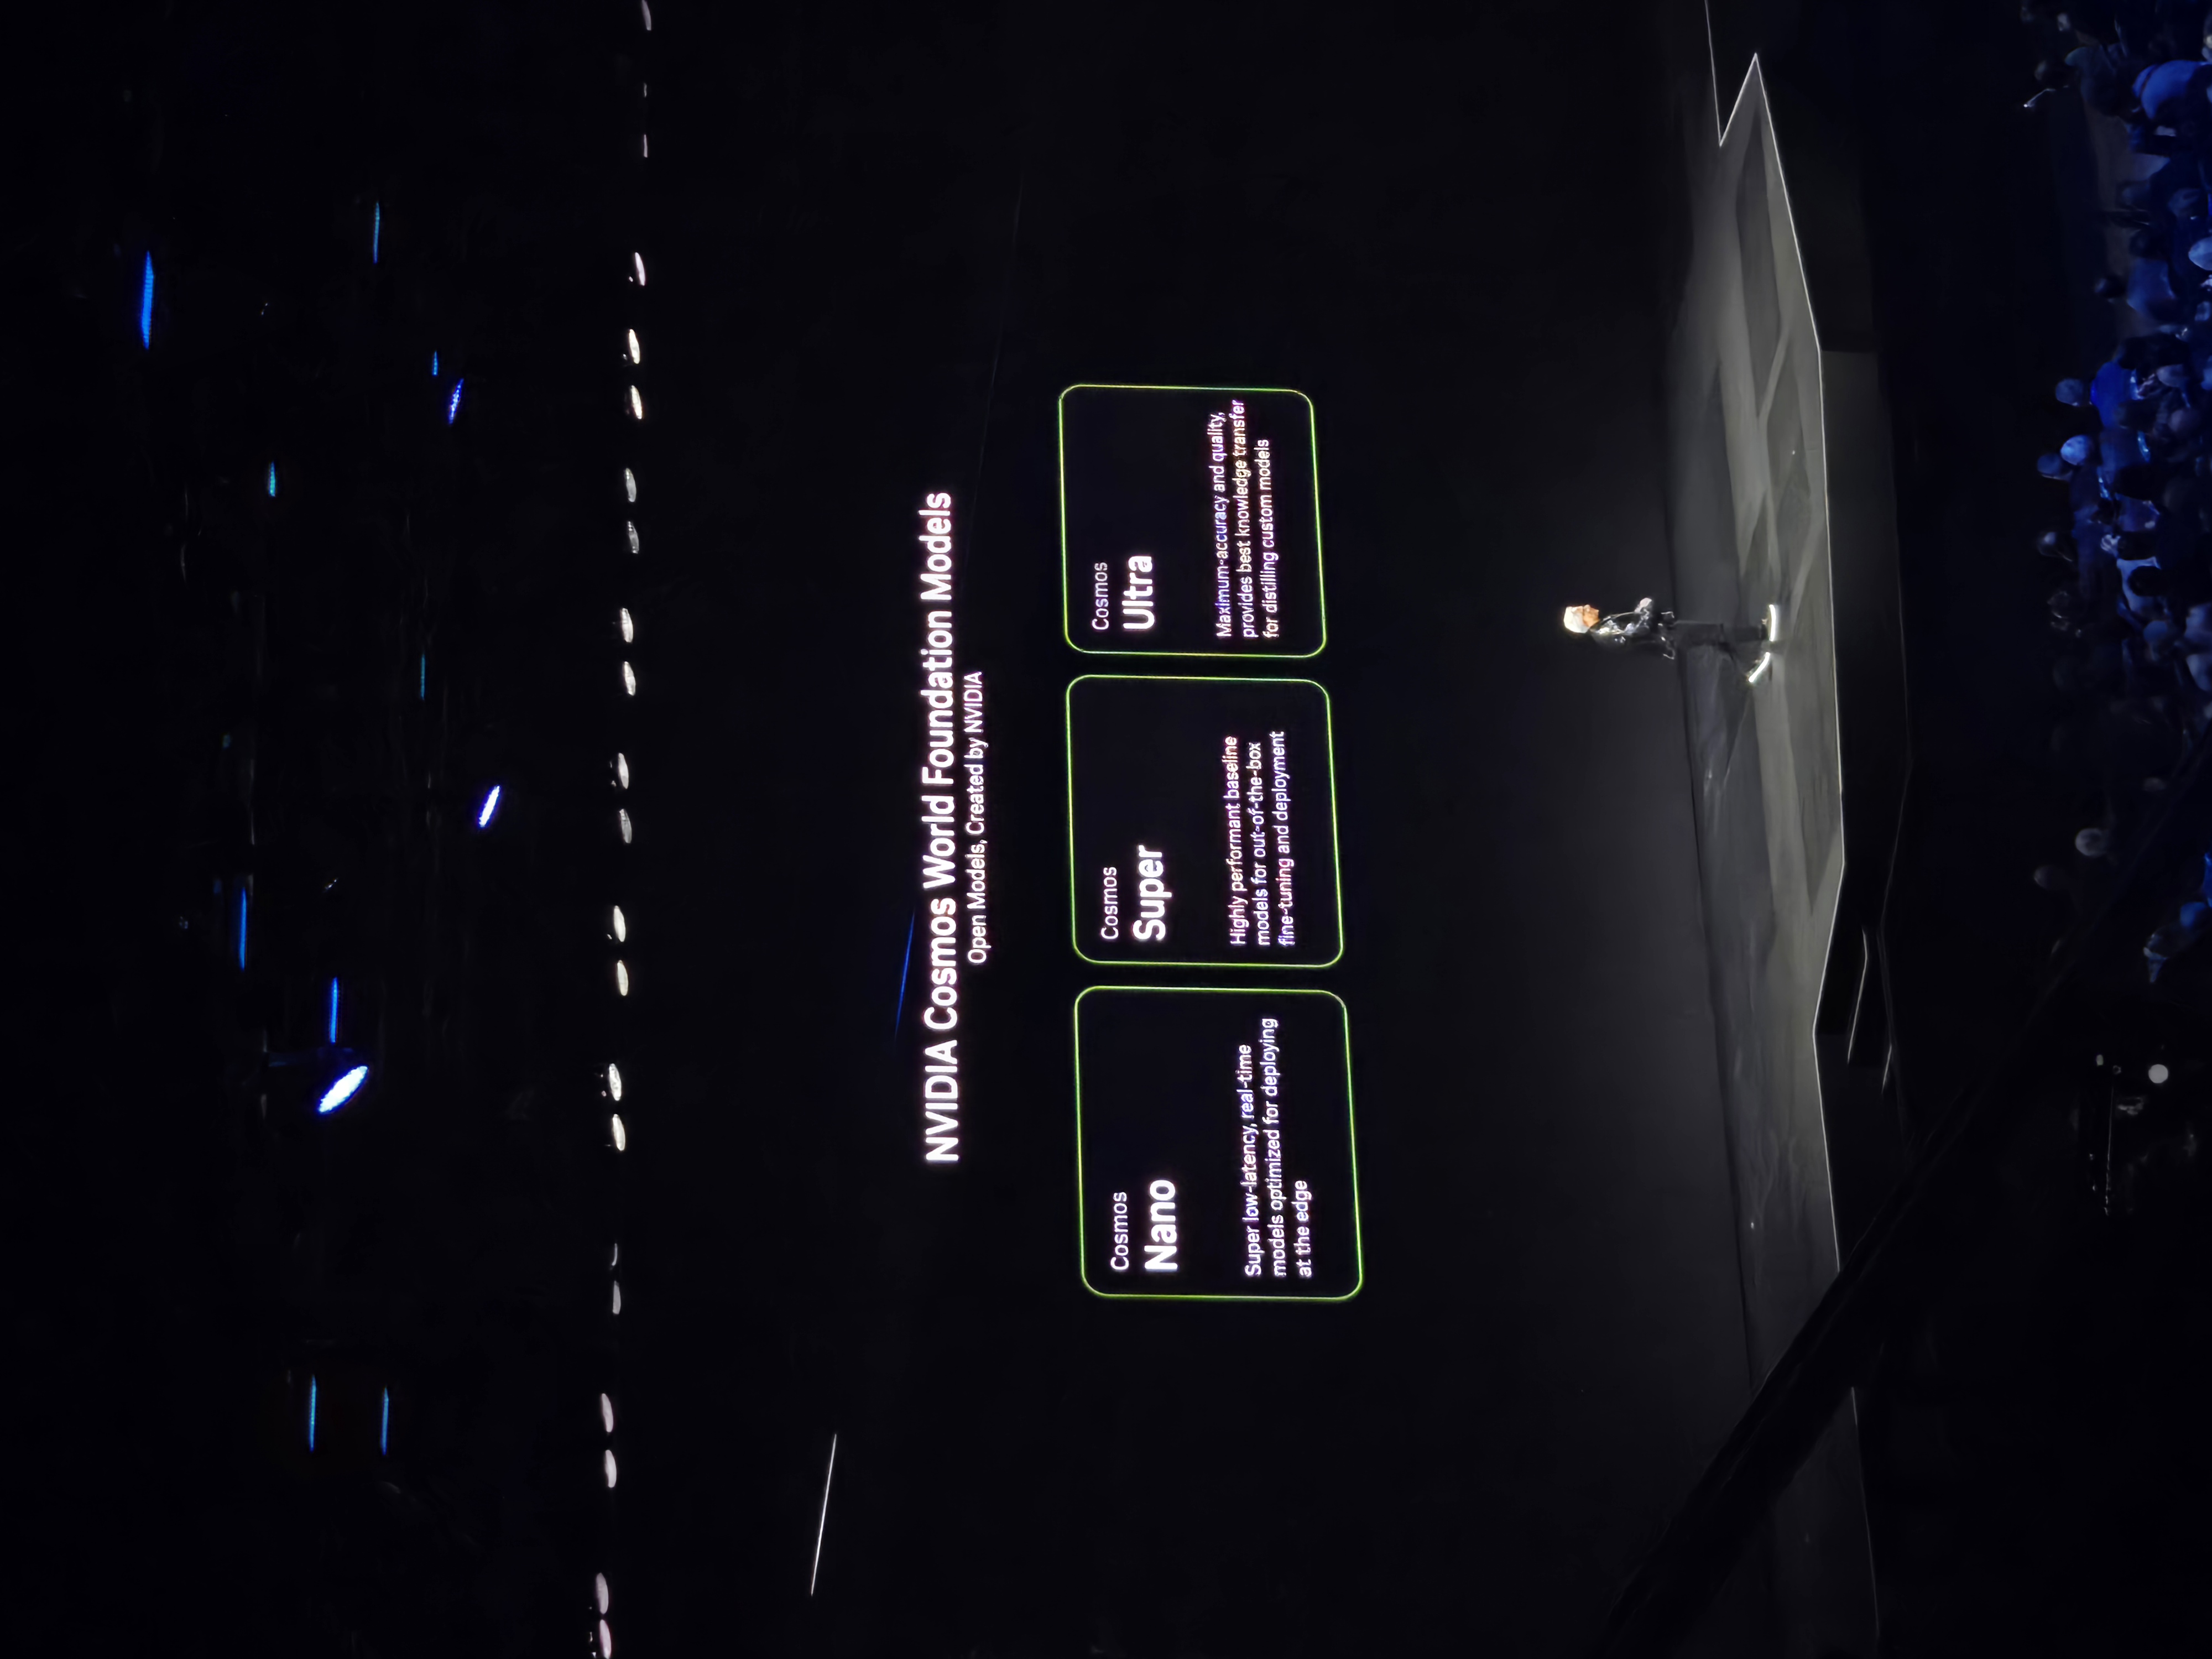 NVIDIA Cosmos World Foundation Models
Open Models, Created by NVIDIA
Cosmos
Nano
Super low-latency, real-time
models optimized for deploying
at the edge
Cosmos
Super
Highly performant baseline
models for out-of-the-box
fine-tuning and deployment
Cosmos
Ultra
Maximum-accuracy and quality,
provides best knowledge transfer
for distilling custom models